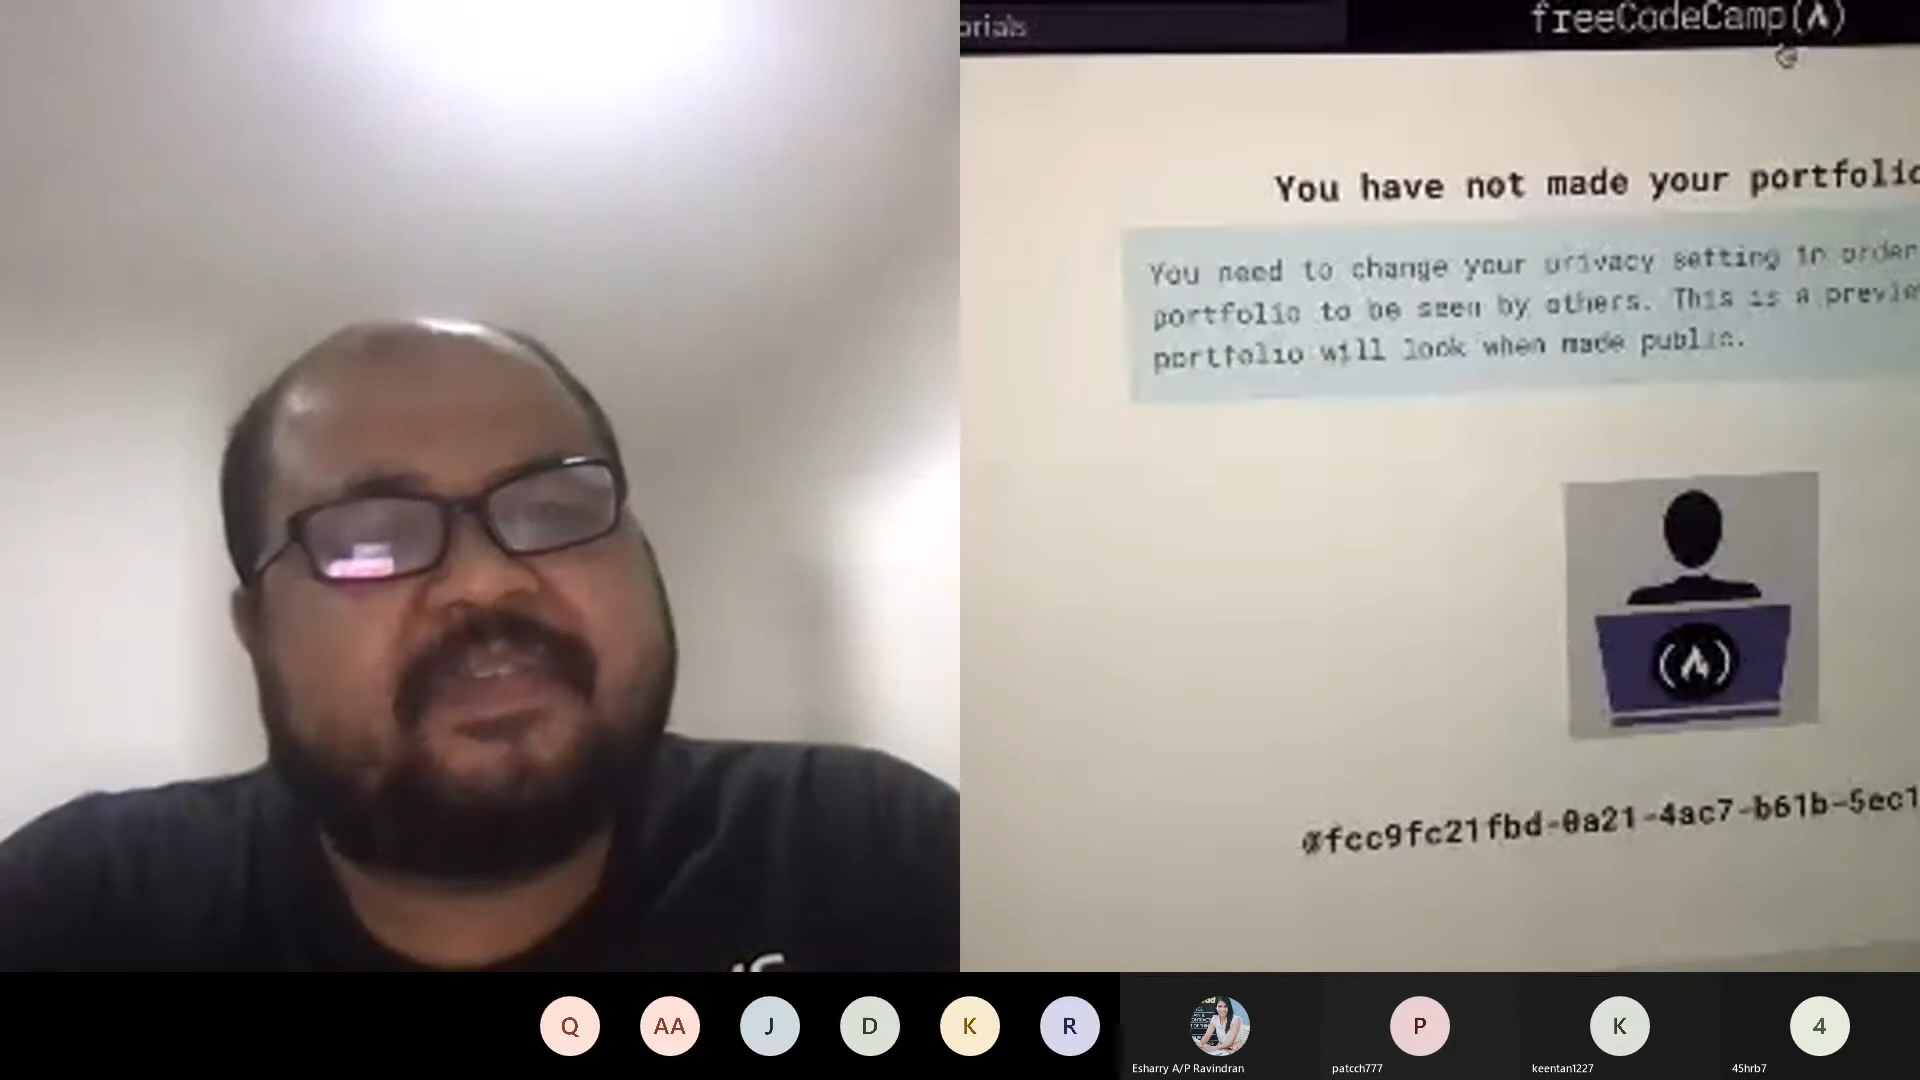 orials
freeCodeCamp(🔥)
You have not made your portfolio
You need to change your privacy setting in order
portfolio to be seen by others. This is a previe
portfolio will look when made public.
@fcc9fc21fbd-0a21-4ac7-b61b-5ec1
Q
AA
J
D
K
R
P
K
4
Esharry A/P Ravindran
patcch777
keentan1227
45hrb7